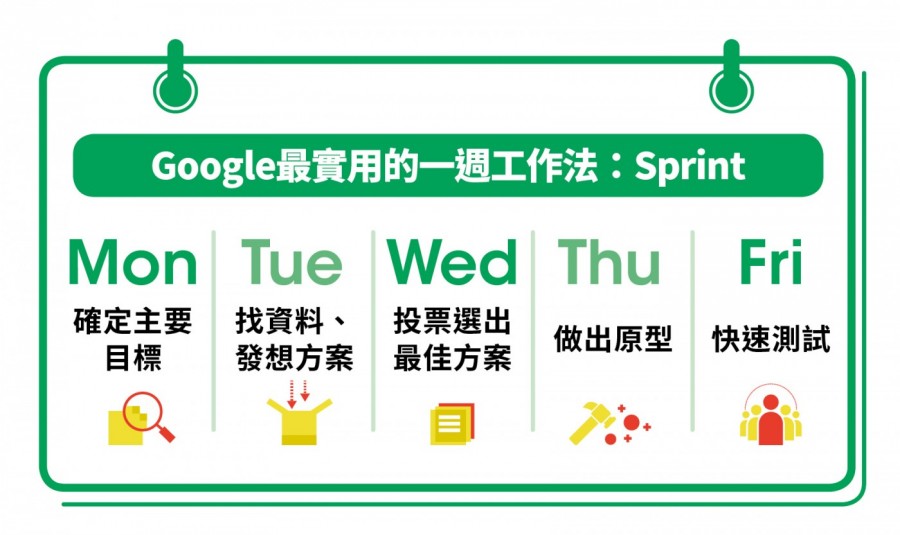 Google最實用的一週工作法：Sprint
Mon
確定主要
目標
Tue
找資料、
發想方案
Wed
投票選出
最佳方案
Thu
做出原型
Fri
快速測試